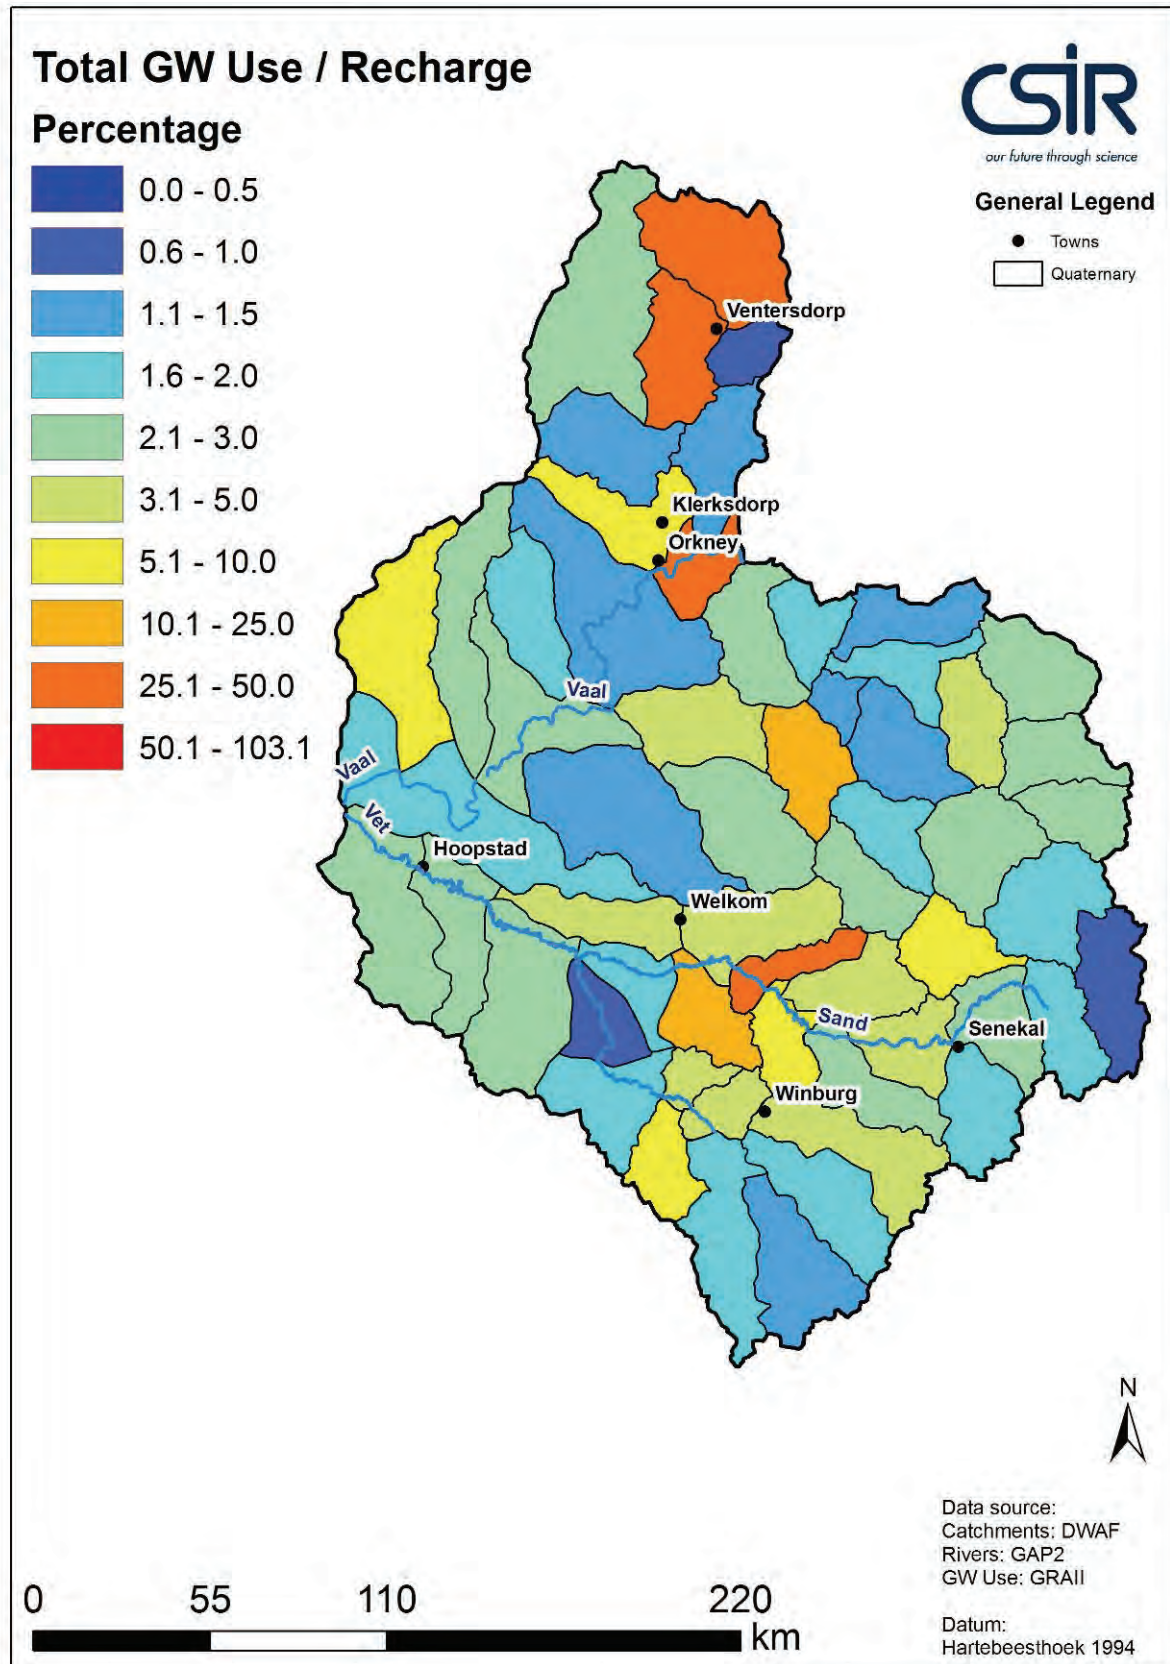 Total GW Use / Recharge
Percentage
0.0 - 0.5
0.6 - 1.0
1.1 - 1.5
1.6 - 2.0
2.1 - 3.0
3.1 - 5.0
5.1 - 10.0
10.1 - 25.0
25.1 - 50.0
50.1 - 103.1
CSIR
our future through science
General Legend
Towns
Quaternary
Ventersdorp
Klerksdorp
Orkney
Vaal
Vaal
Vet
Hoopstad
Welkom
Sand
Senekal
Winburg
N
Data source:
Catchments: DWAF
Rivers: GAP2
GW Use: GRAII
Datum:
Hartebeesthoek 1994
0 55 110 220
km